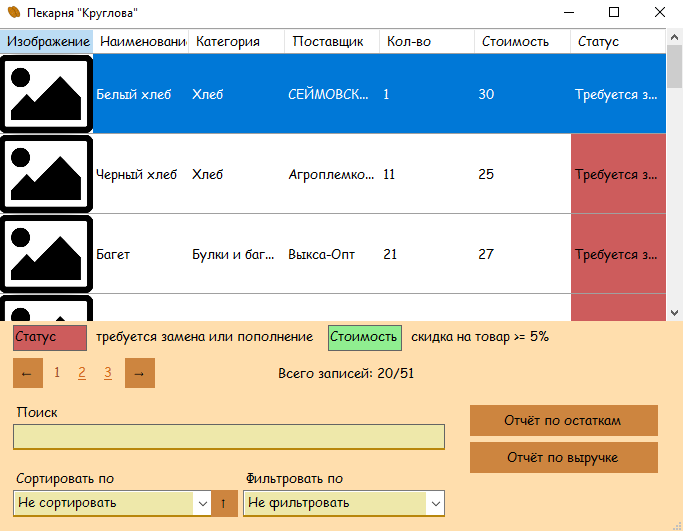 Пекарня "Круглова"
Изображение Наименовани Категория Поставщик Кол-во Стоимость Статус
Белый хлеб Хлеб СЕЙМОВСК... 1 30 Требуется з...
Черный хлеб Хлеб Агроплемко... 11 25 Требуется з...
Багет Булки и баг... Выкса-Опт 21 27 Требуется з...
Статус требуется замена или пополнение Стоимость скидка на товар >= 5%
← 1 2 3 → Всего записей: 20/51
Поиск
Отчёт по остаткам
Отчёт по выручке
Сортировать по Фильтровать по
Не сортировать ↑ Не фильтровать